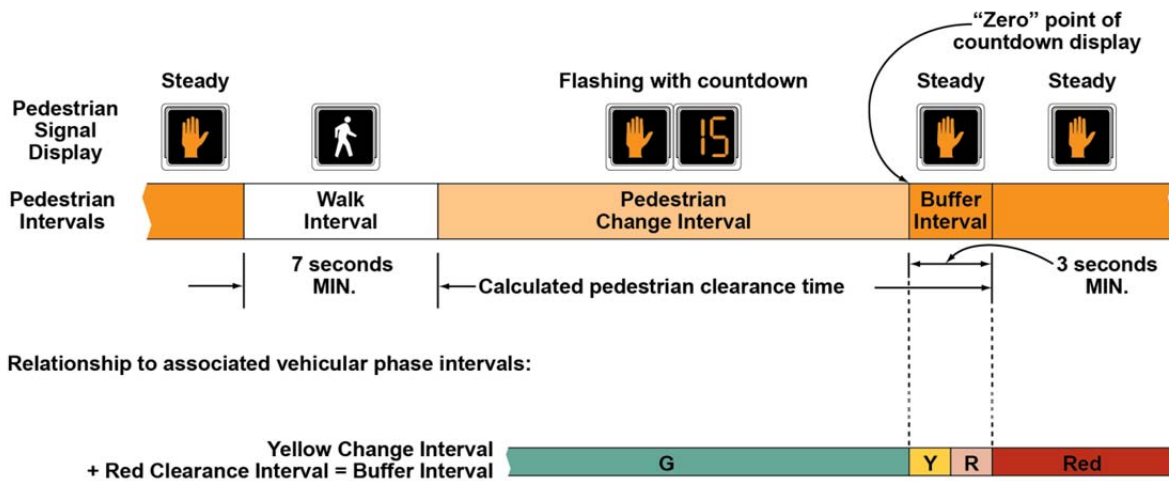 “Zero” point of
countdown display
Steady
Flashing with countdown
Steady
Steady
Pedestrian
Signal
Display
15
Pedestrian
Intervals
Walk
Interval
Pedestrian
Change Interval
Buffer
Interval
7 seconds
MIN.
Calculated pedestrian clearance time
3 seconds
MIN.
Relationship to associated vehicular phase intervals:
Yellow Change Interval
+ Red Clearance Interval = Buffer Interval
G
Y
R
Red